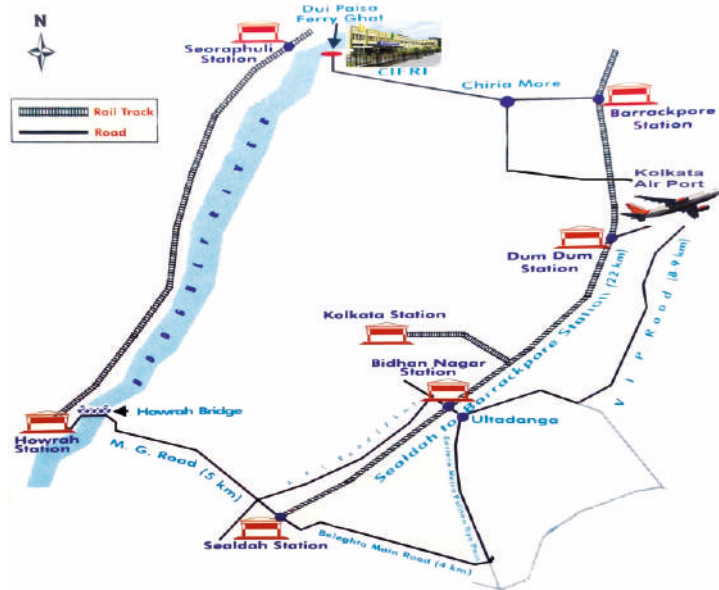 Dui Paisa
Ferry Ghat
N
Seoraphuli
Station
CIFRI
Chiria More
Barrackpore
Station
Rail Track
Road
Kolkata
Air Port
HOOGHLY RIVER
Dum Dum
Station
Kolkata Station
Sealdah to Barrackpore Station (22 km)
V I P Road (8-9 km)
Bidhan Nagar
Station
Howrah Bridge
Ultadanga
Howrah
Station
M. G. Road (5 km)
Sealdah Station
Beleghta Main Road (4 km)